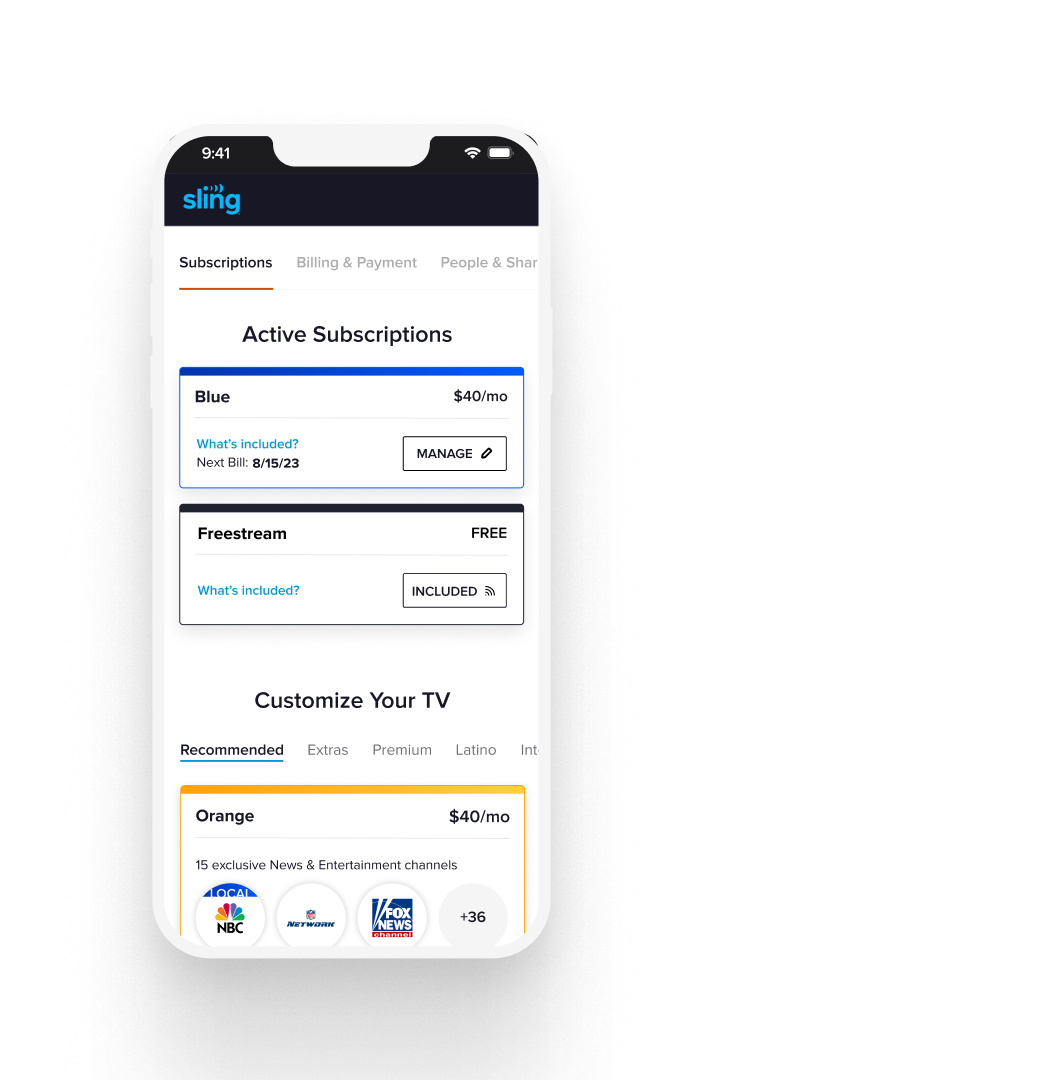 9:41
sling
Subscriptions Billing & Payment People & Shar
Active Subscriptions
Blue $40/mo
What's included?
Next Bill: 8/15/23
MANAGE
Freestream FREE
What's included?
INCLUDED
Customize Your TV
Recommended Extras Premium Latino Int
Orange $40/mo
15 exclusive News & Entertainment channels
LOCAL
NBC
NETWORK
FOX
NEWS
channel
+36